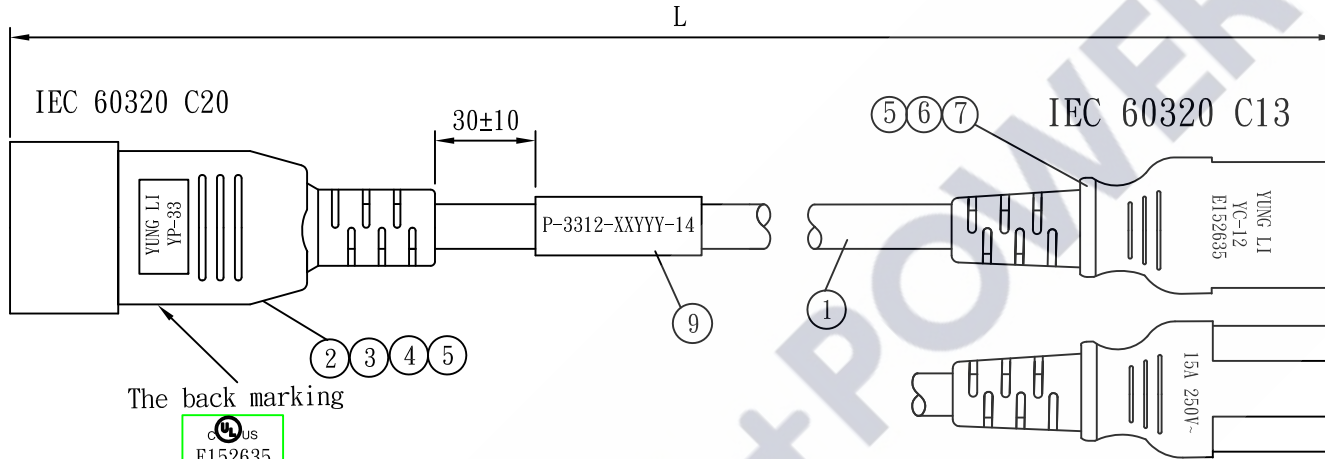 L
IEC 60320 C20
30±10
5 6 7
IEC 60320 C13
YUNG LI
YP-33
P-3312-XXYYY-14
YUNG LI
YC-12
E152635
9
1
2 3 4 5
The back marking
c UL us
E152635
15A 250V~
+POWER